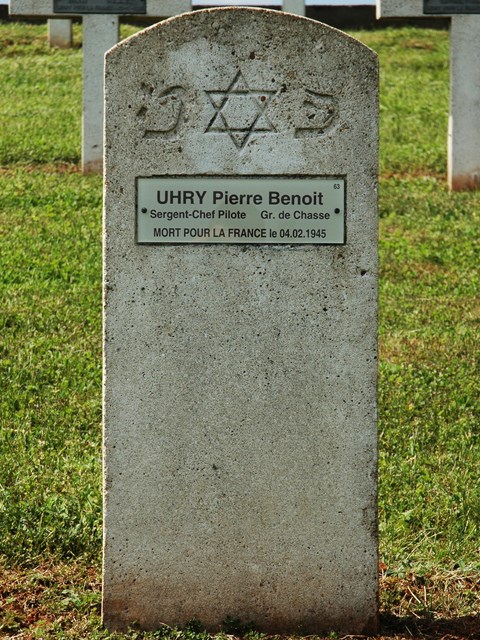 פ נ
63
UHRY Pierre Benoit
Sergent-Chef Pilote Gr. de Chasse
MORT POUR LA FRANCE le 04.02.1945